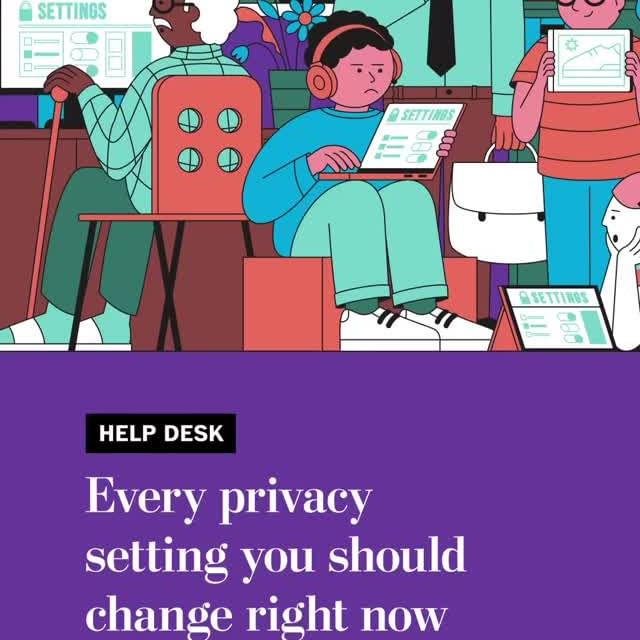 SETTINGS
SETTINGS
SETTINGS
HELP DESK
Every privacy
setting you should
change right now